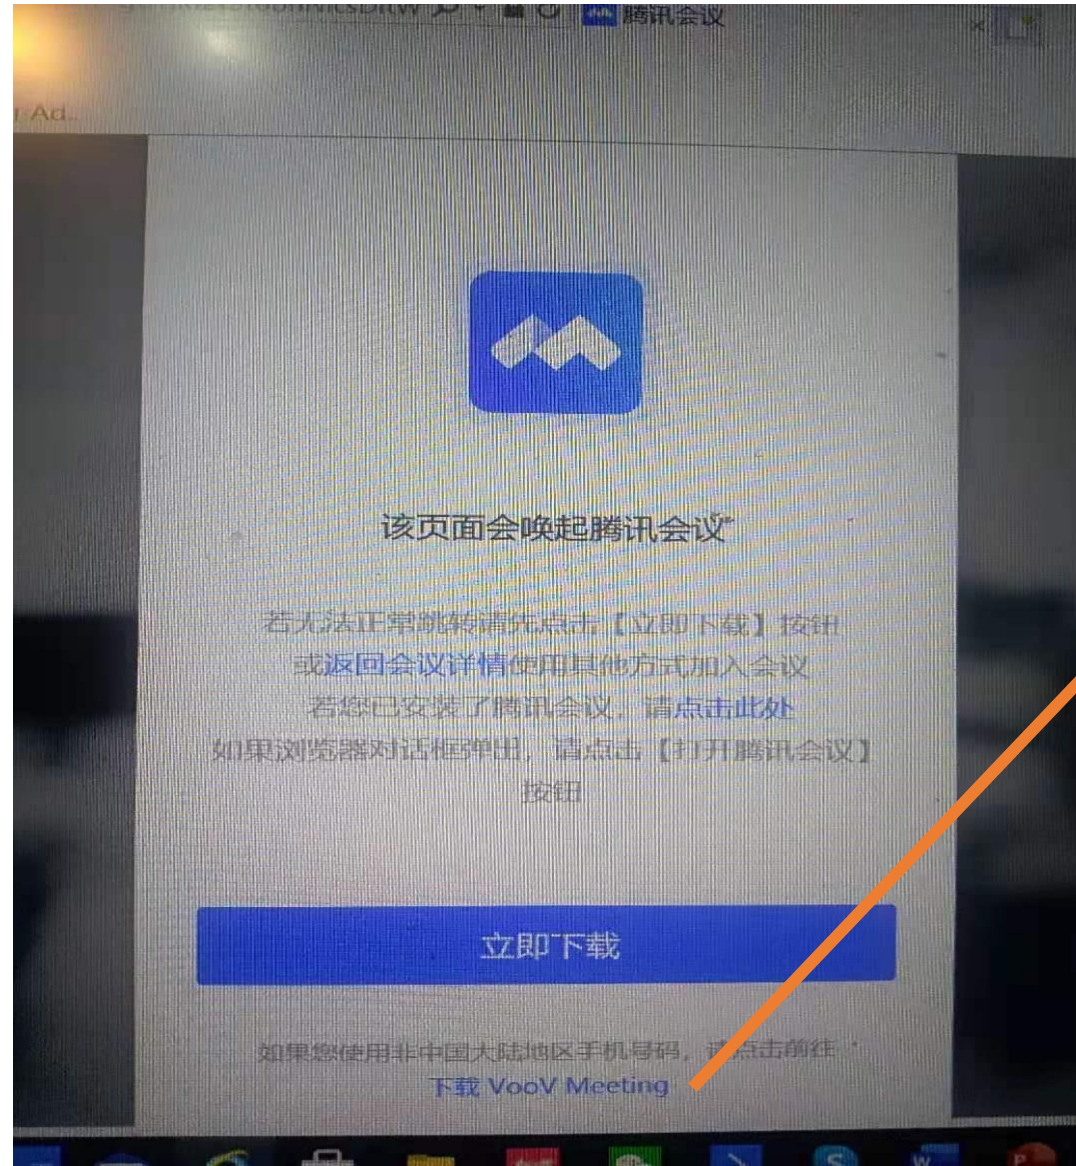 腾讯会议
r Ad..
该页面会唤起腾讯会议
若无法正常跳转请先点击【立即下载】按钮
或返回会议详情使用其他方式加入会议
若您已安装了腾讯会议，请点击此处
如果浏览器对话框弹出，请点击【打开腾讯会议】
按钮
立即下载
如果您使用非中国大陆地区手机号码，请点击前往
下载 VooV Meeting